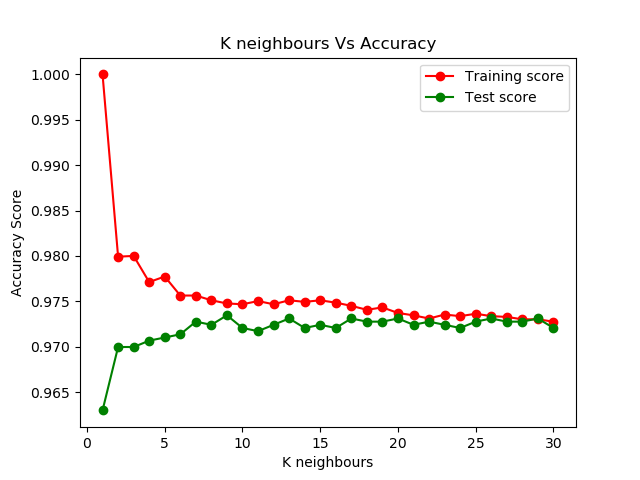 K neighbours Vs Accuracy
Training score
Test score
1.000
0.995
0.990
0.985
0.980
0.975
0.970
0.965
Accuracy Score
0 5 10 15 20 25 30
K neighbours